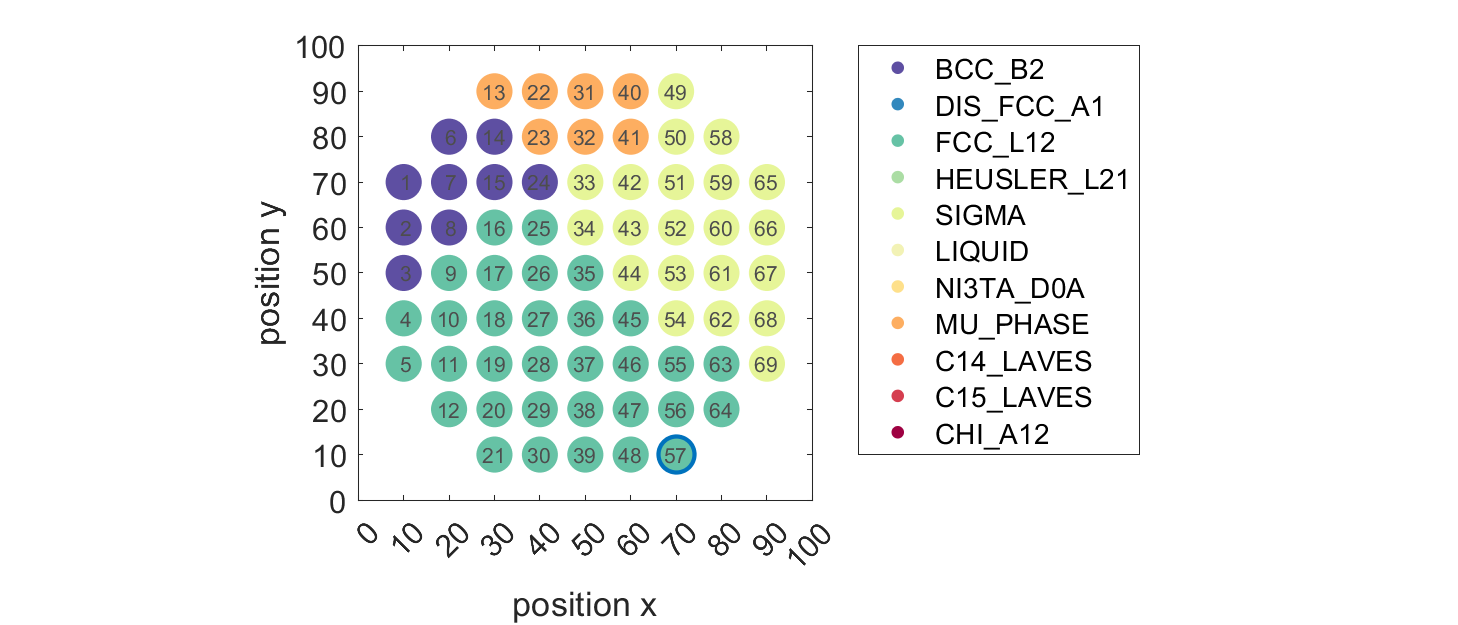 100
90
80
70
60
50
40
30
20
10
0
position y
13 22 31 40 49
6 14 23 32 41 50 58
1 7 15 24 33 42 51 59 65
2 8 16 25 34 43 52 60 66
3 9 17 26 35 44 53 61 67
4 10 18 27 36 45 54 62 68
5 11 19 28 37 46 55 63 69
12 20 29 38 47 56 64
21 30 39 48 57
0 10 20 30 40 50 60 70 80 90 100
position x
BCC_B2
DIS_FCC_A1
FCC_L12
HEUSLER_L21
SIGMA
LIQUID
NI3TA_D0A
MU_PHASE
C14_LAVES
C15_LAVES
CHI_A12